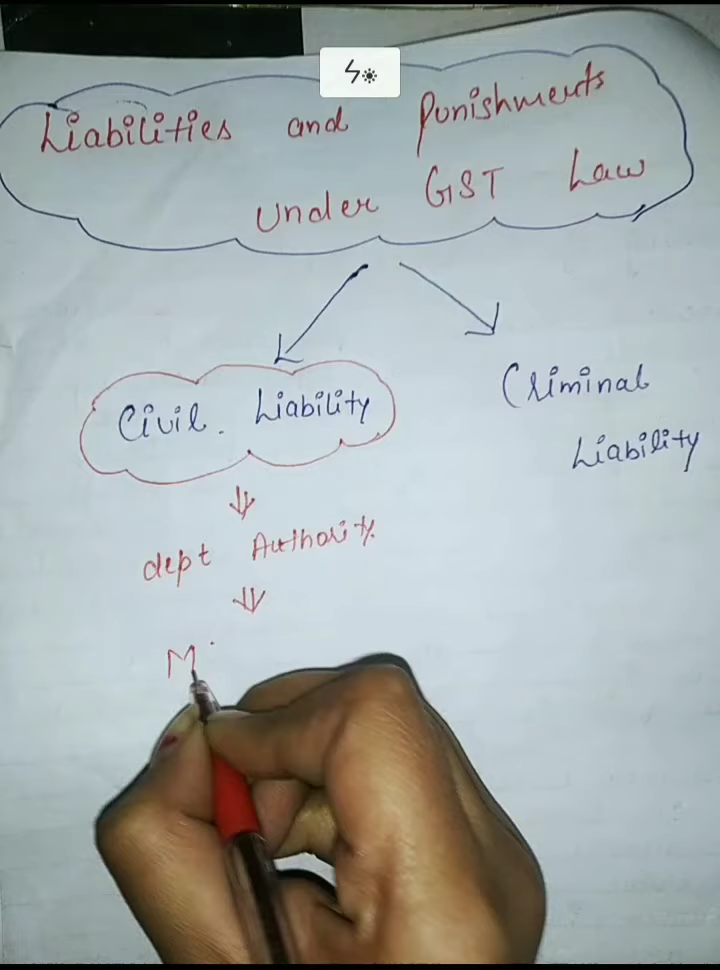 Liabilities and Punishments
Under GST Law
Civil. Liability
Criminal
Liability
dept Authority
M